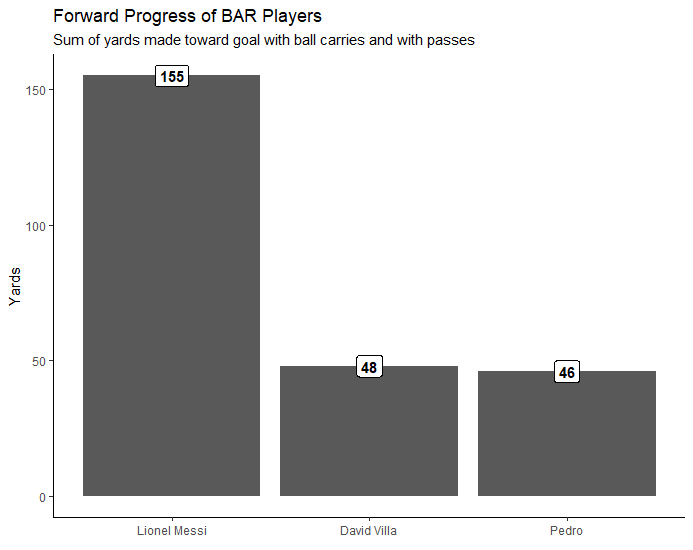 Forward Progress of BAR Players
Sum of yards made toward goal with ball carries and with passes
Yards
150
100
50
0
155
48
46
Lionel Messi
David Villa
Pedro